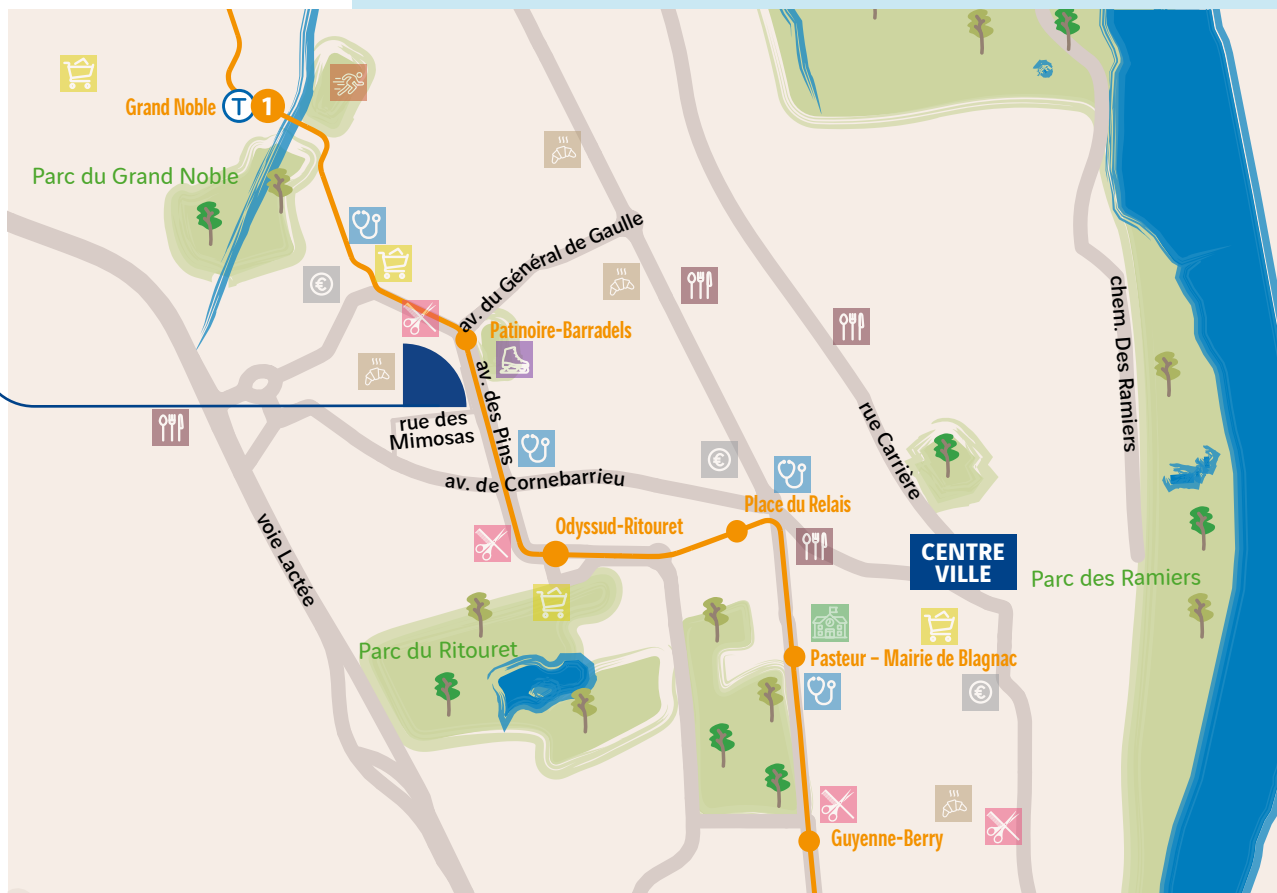 Grand Noble T 1
Parc du Grand Noble
av. du Général de Gaulle
€
Patinoire-Barradels
chem. Des Ramiers
av. des Pins
rue des
Mimosas
rue Carrière
€
av. de Cornebarrieu
Place du Relais
Odyssud-Ritouret
voie Lactée
CENTRE
VILLE
Parc des Ramiers
Parc du Ritouret
Pasteur – Mairie de Blagnac
€
Guyenne-Berry